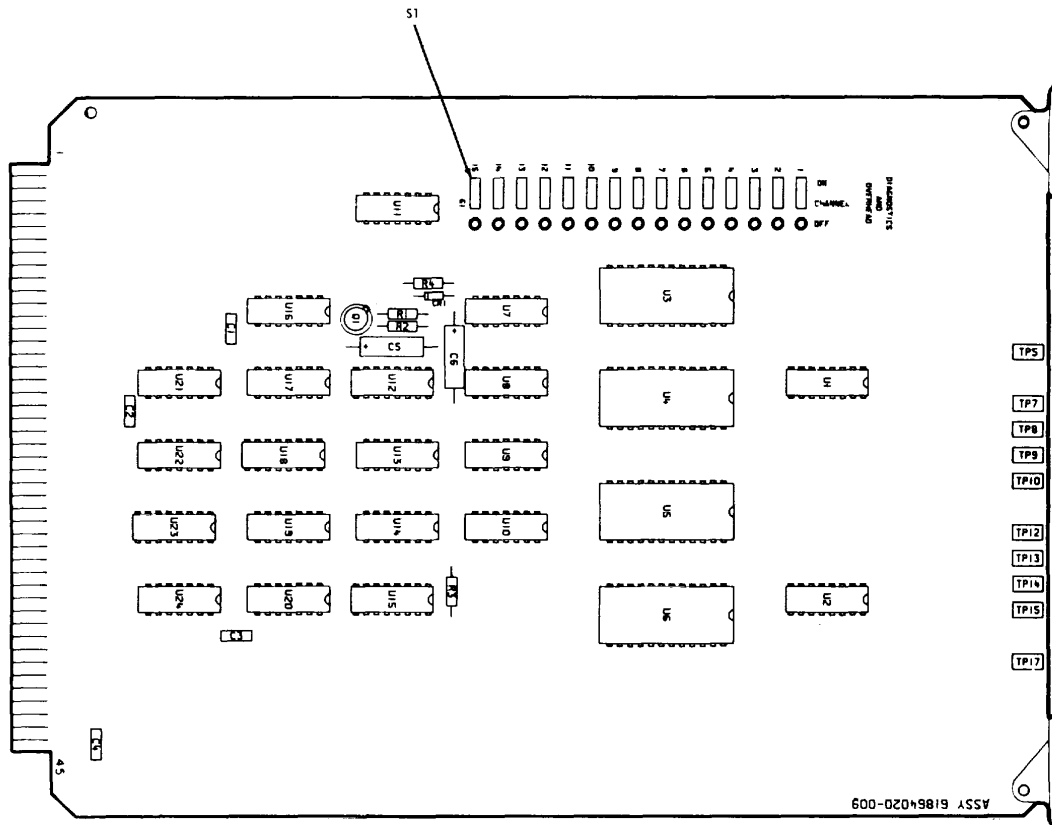 S1
15 14 13 12 11 10 9 8 7 6 5 4 3 2 1
ON
CHANNEL
OFF
DIAGNOSTICS
AND
OVERHEAD
S1
U11
R4
CR1
U3
U16
Q1
R1
R2
U7
C1
C5
C6
TP5
U21
U17
U12
U8
U4
U1
C2
TP7
TP8
U22
U18
U13
U9
TP9
TP10
U23
U19
U14
U10
U5
TP12
TP13
R3
TP14
U24
U20
U15
U6
U2
TP15
C3
TP17
C4
45
ASSY 61864020-009